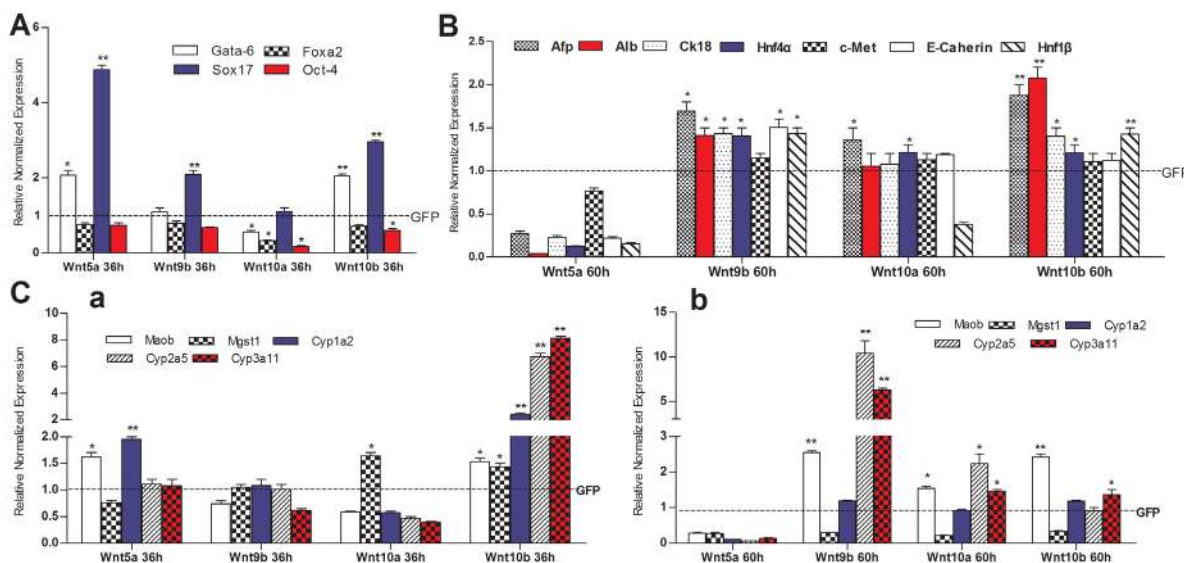 A
Relative Normalized Expression
6
4
2
1
0
Gata-6 Foxa2
Sox17 Oct-4
* ** ** * * * ** ** *
GFP
Wnt5a 36h Wnt9b 36h Wnt10a 36h Wnt10b 36h
B
Relative Normalized Expression
2.5
2.0
1.5
1.0
0.5
0.0
Afp Alb Ck18 Hnf4α c-Met E-Caherin Hnf1β
* * * * * * * * ** ** * * **
GFP
Wnt5a 60h Wnt9b 60h Wnt10a 60h Wnt10b 60h
C
a
Relative Normalized Expression
10
8
6
4
2
2.0
1.5
1.0
0.5
0.0
Maob Mgst1 Cyp1a2
Cyp2a5 Cyp3a11
* ** * * * ** ** **
GFP
Wnt5a 36h Wnt9b 36h Wnt10a 36h Wnt10b 36h
b
Relative Normalized Expression
15
10
5
3
2
1
0
Maob Mgst1 Cyp1a2
Cyp2a5 Cyp3a11
** ** ** * * * ** *
GFP
Wnt5a 60h Wnt9b 60h Wnt10a 60h Wnt10b 60h